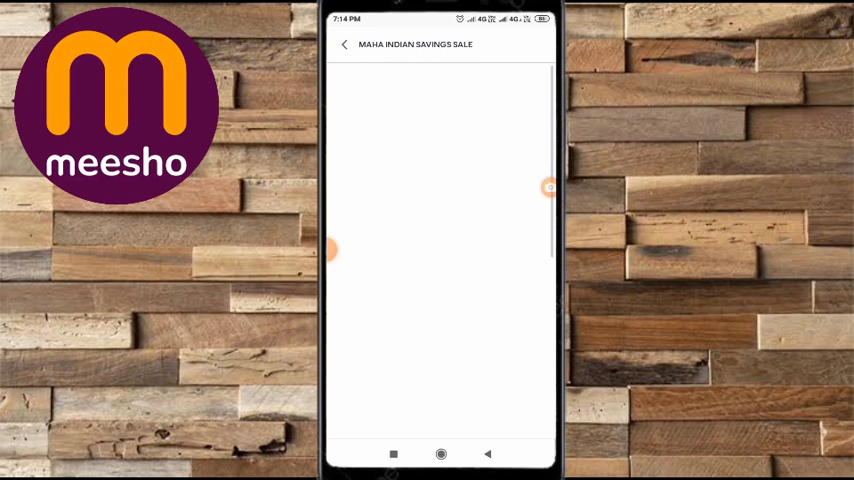 meesho
7:14 PM
4G
4G
MAHA INDIAN SAVINGS SALE